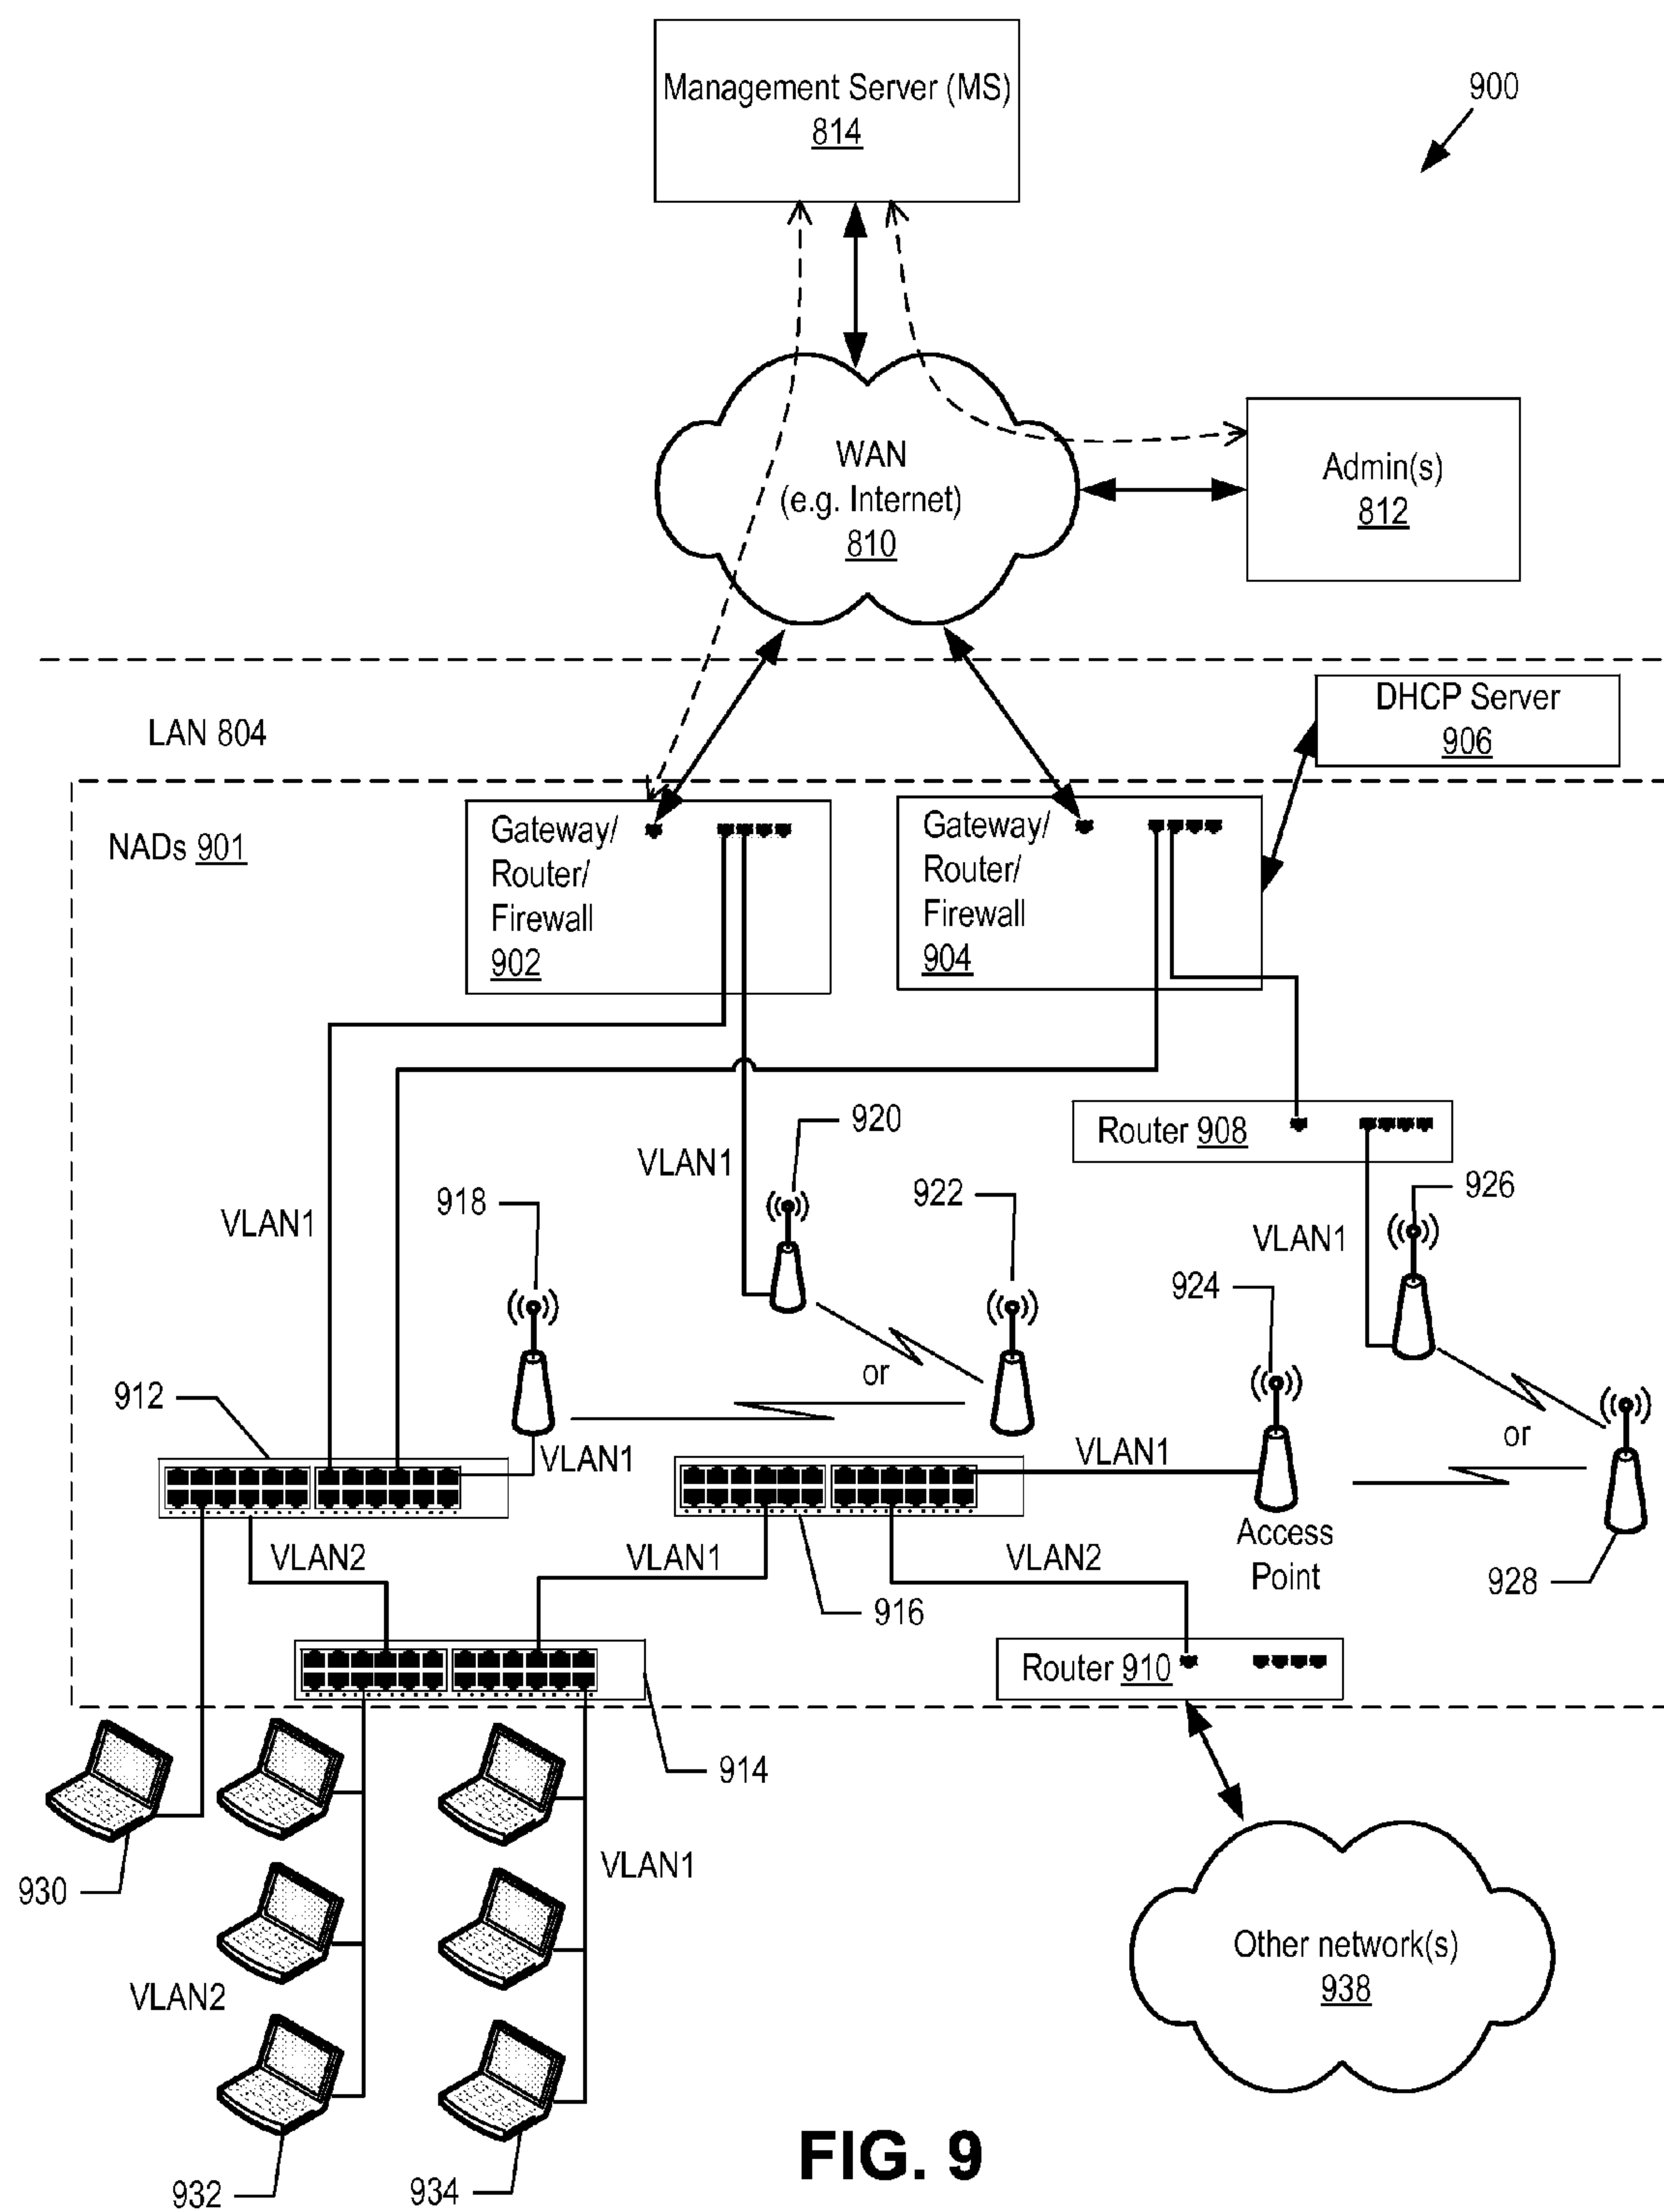 Management Server (MS)
814
900
WAN
(e.g. Internet)
810
Admin(s)
812
LAN 804
DHCP Server
906
NADs 901
Gateway/
Router/
Firewall
902
Gateway/
Router/
Firewall
904
920
VLAN1
Router 908
918
922
926
VLAN1
VLAN1
924
or
912
or
VLAN1
VLAN1
Access
Point
VLAN2
VLAN1
VLAN2
928
916
Router 910
914
930
VLAN1
Other network(s)
938
VLAN2
FIG. 9
932
934